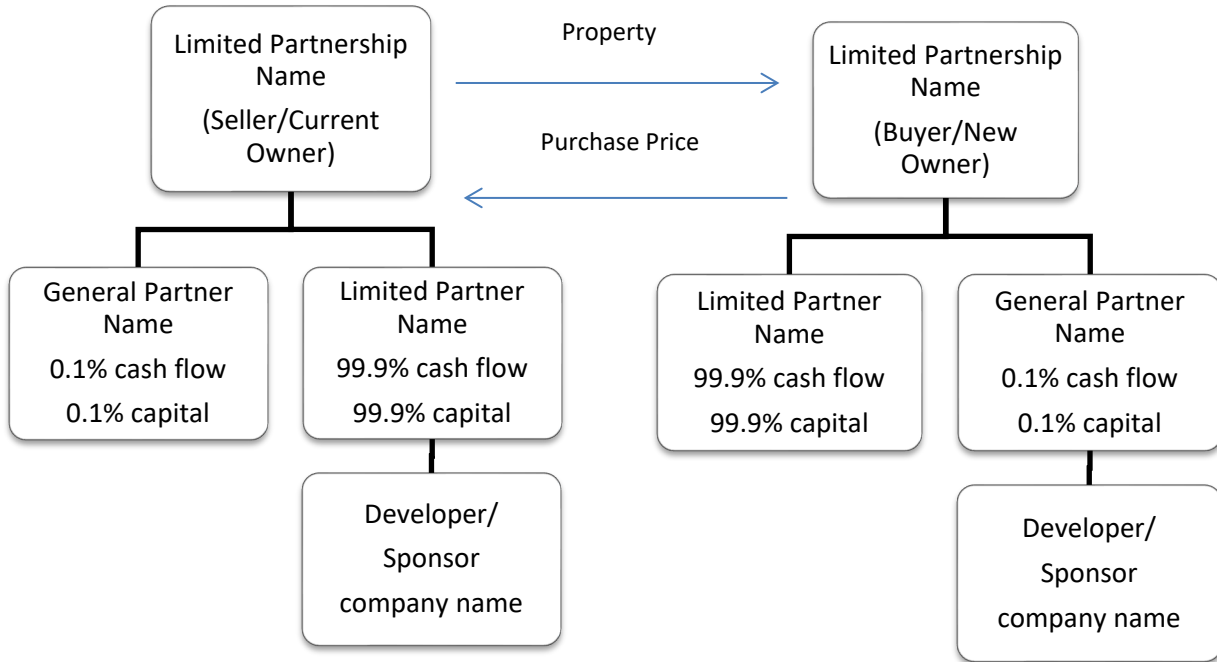 Limited Partnership
Name
(Seller/Current
Owner)
Property
Purchase Price
Limited Partnership
Name
(Buyer/New
Owner)
General Partner
Name
0.1% cash flow
0.1% capital
Limited Partner
Name
99.9% cash flow
99.9% capital
Limited Partner
Name
99.9% cash flow
99.9% capital
General Partner
Name
0.1% cash flow
0.1% capital
Developer/
Sponsor
company name
Developer/
Sponsor
company name